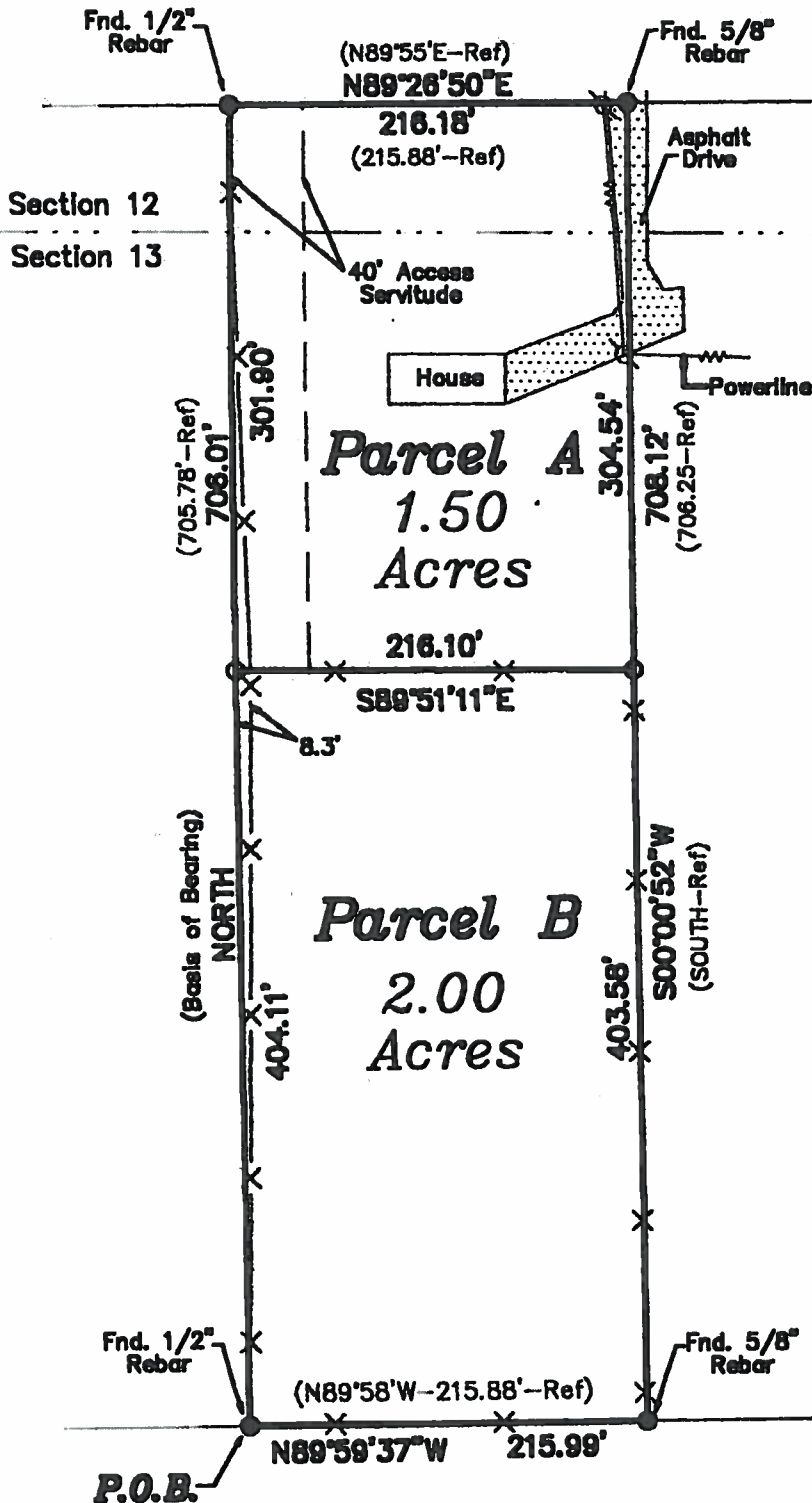 Fnd. 1/2"
Rebar
(N89°55'E-Ref)
N89°26'50"E
216.18'
(215.88'-Ref)
Fnd. 5/8"
Rebar
Asphalt
Drive
Section 12
Section 13
40' Access
Servitude
House
Powerline
301.90'
706.01'
(705.78'-Ref)
304.54'
708.12'
(706.25-Ref)
Parcel A
1.50
Acres
216.10'
S89°51'11"E
8.3'
(Basis of Bearing)
NORTH
404.11'
Parcel B
2.00
Acres
403.58'
S00°00'52"W
(SOUTH-Ref)
Fnd. 1/2"
Rebar
(N89°58'W-215.88'-Ref)
Fnd. 5/8"
Rebar
N89°59'37"W 215.99'
P.O.B.